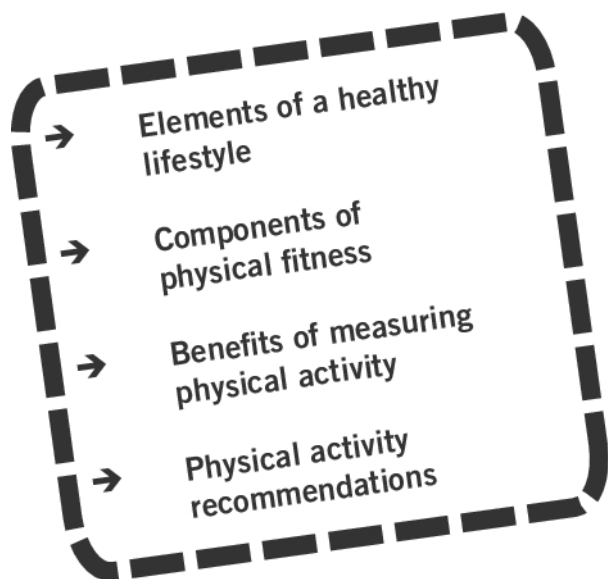 Elements of a healthy
lifestyle
Components of
physical fitness
Benefits of measuring
physical activity
Physical activity
recommendations